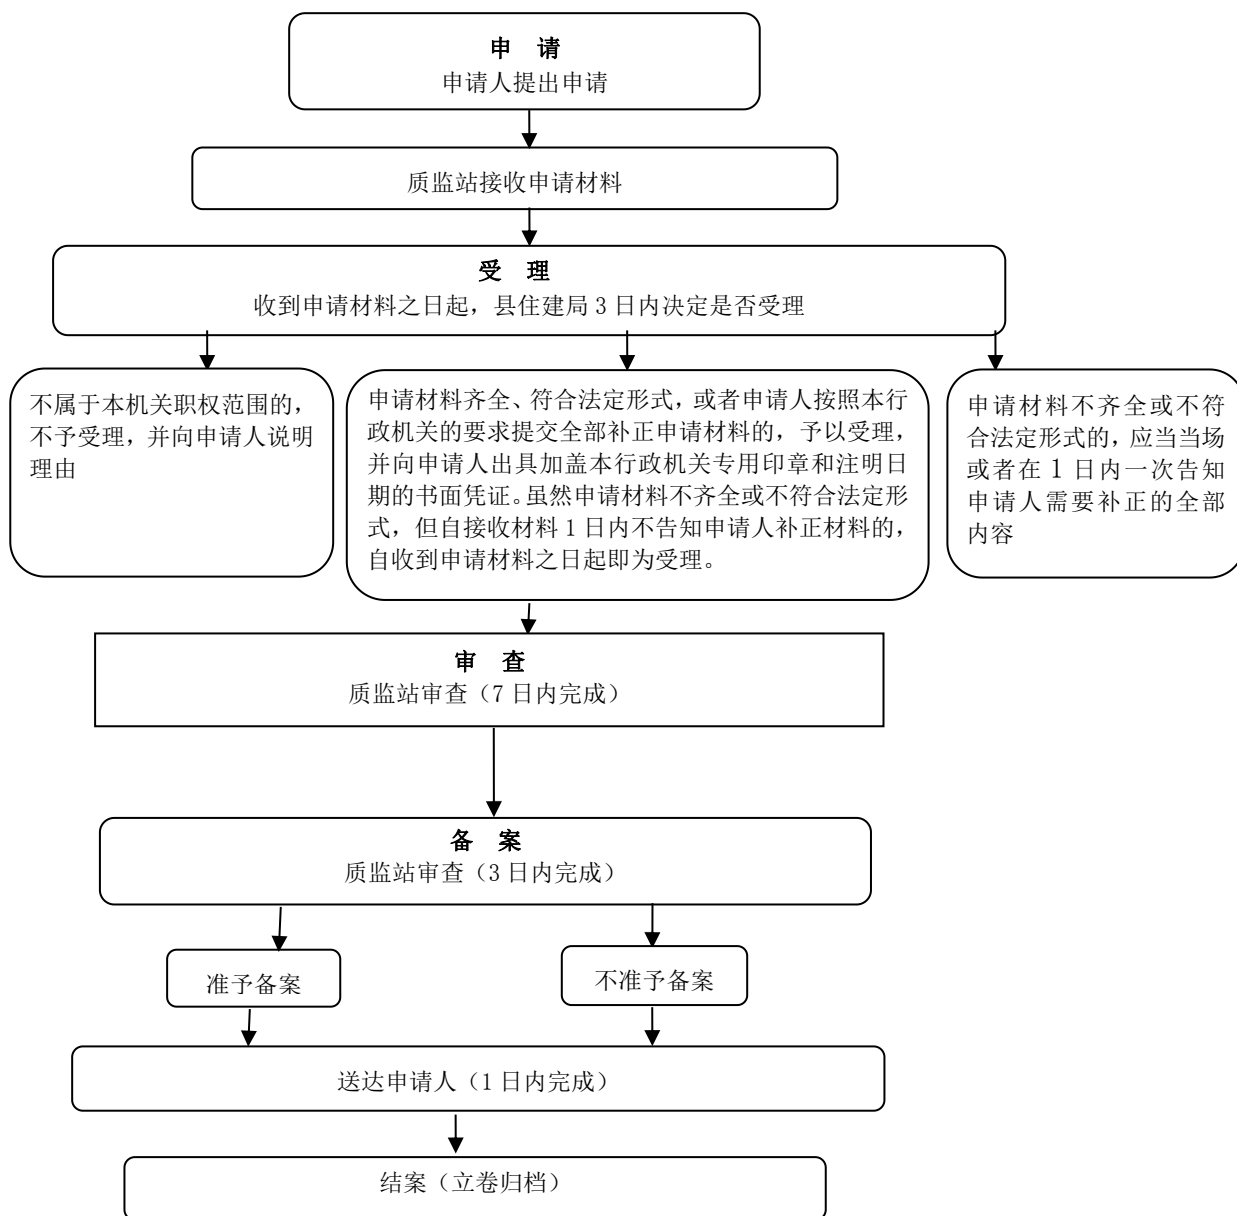 申　请
申请人提出申请
质监站接收申请材料
受　理
收到申请材料之日起，县住建局 3 日内决定是否受理
不属于本机关职权范围的，
不予受理，并向申请人说明
理由
申请材料齐全、符合法定形式，或者申请人按照本行
政机关的要求提交全部补正申请材料的，予以受理，
并向申请人出具加盖本行政机关专用印章和注明日
期的书面凭证。虽然申请材料不齐全或不符合法定形
式，但自接收材料 1 日内不告知申请人补正材料的，
自收到申请材料之日起即为受理。
申请材料不齐全或不符
合法定形式的，应当当场
或者在 1 日内一次告知
申请人需要补正的全部
内容
审　查
质监站审查（7 日内完成）
备　案
质监站审查（3 日内完成）
准予备案
不准予备案
送达申请人（1 日内完成）
结案（立卷归档）